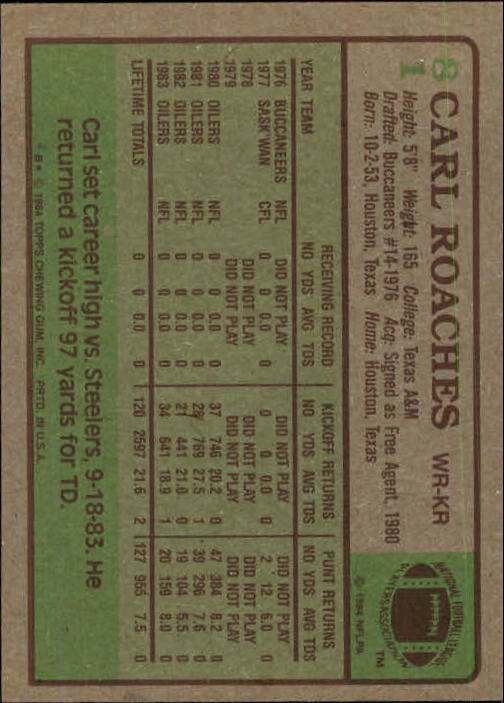 8
1
CARL ROACHES WR-KR
Height: 5'8" Weight: 165 College: Texas A&M
Drafted: Buccaneers #14-1976 Acq: Signed as Free Agent, 1980
Born: 10-2-53, Houston, Texas Home: Houston, Texas
NATIONAL FOOTBALL LEAGUE
NFLPA
PLAYERS ASSOCIATION
TM
© 1984 NFLPA
RECEIVING RECORD KICKOFF RETURNS PUNT RETURNS
YEAR TEAM NO YDS AVG TDS NO YDS AVG TDS NO YDS AVG TDS
1976 BUCCANEERS NFL DID NOT PLAY DID NOT PLAY DID NOT PLAY
1977 SASK'WAN CFL 0 0 0.0 0 0 0 0.0 0 2 12 6.0 0
1978 DID NOT PLAY DID NOT PLAY DID NOT PLAY
1979 DID NOT PLAY DID NOT PLAY DID NOT PLAY
1980 OILERS NFL 0 0 0.0 0 37 746 20.2 0 47 384 8.2 0
1981 OILERS NFL 0 0 0.0 0 28 769 27.5 1 39 296 7.6 0
1982 OILERS NFL 0 0 0.0 0 21 441 21.0 0 19 104 5.5 0
1983 OILERS NFL 0 0 0.0 0 34 641 18.9 1 20 159 8.0 0
LIFETIME TOTALS 0 0 0.0 0 120 2597 21.6 2 127 955 7.5 0
Carl set career high vs. Steelers, 9-18-83. He
returned a kickoff 97 yards for TD.
* B * © 1984 TOPPS CHEWING GUM, INC. PRTD. IN U.S.A.